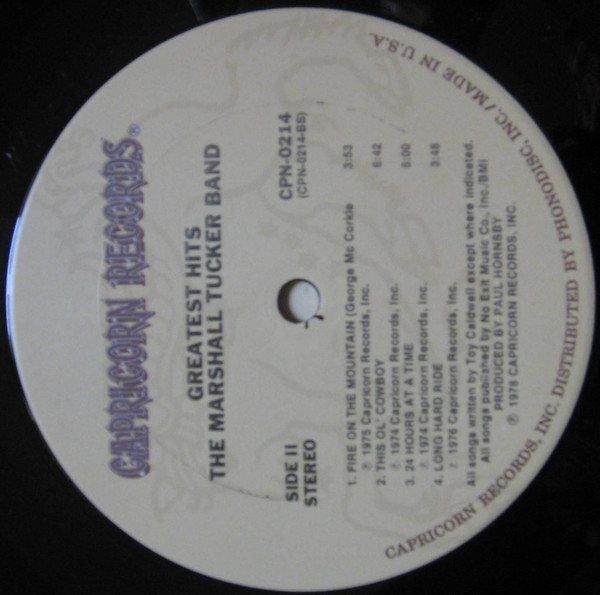 CAPRICORN RECORDS®
GREATEST HITS
THE MARSHALL TUCKER BAND
SIDE II
STEREO
CPN-0214
(CPN-0214-BS)
1. FIRE ON THE MOUNTAIN (George Mc Corkle 3:53
℗ 1975 Capricorn Records, Inc.
2. THIS OL' COWBOY 6:42
℗ 1974 Capricorn Records, Inc.
3. 24 HOURS AT A TIME 5:00
℗ 1974 Capricorn Records, Inc.
4. LONG HARD RIDE 3:48
℗ 1976 Capricorn Records, Inc.
All songs written by Toy Caldwell except where indicated.
All songs published by No Exit Music Co., Inc./BMI
PRODUCED BY PAUL HORNSBY
℗ 1978 CAPRICORN RECORDS, INC.
CAPRICORN RECORDS, INC. DISTRIBUTED BY PHONODISC, INC./MADE IN U.S.A.